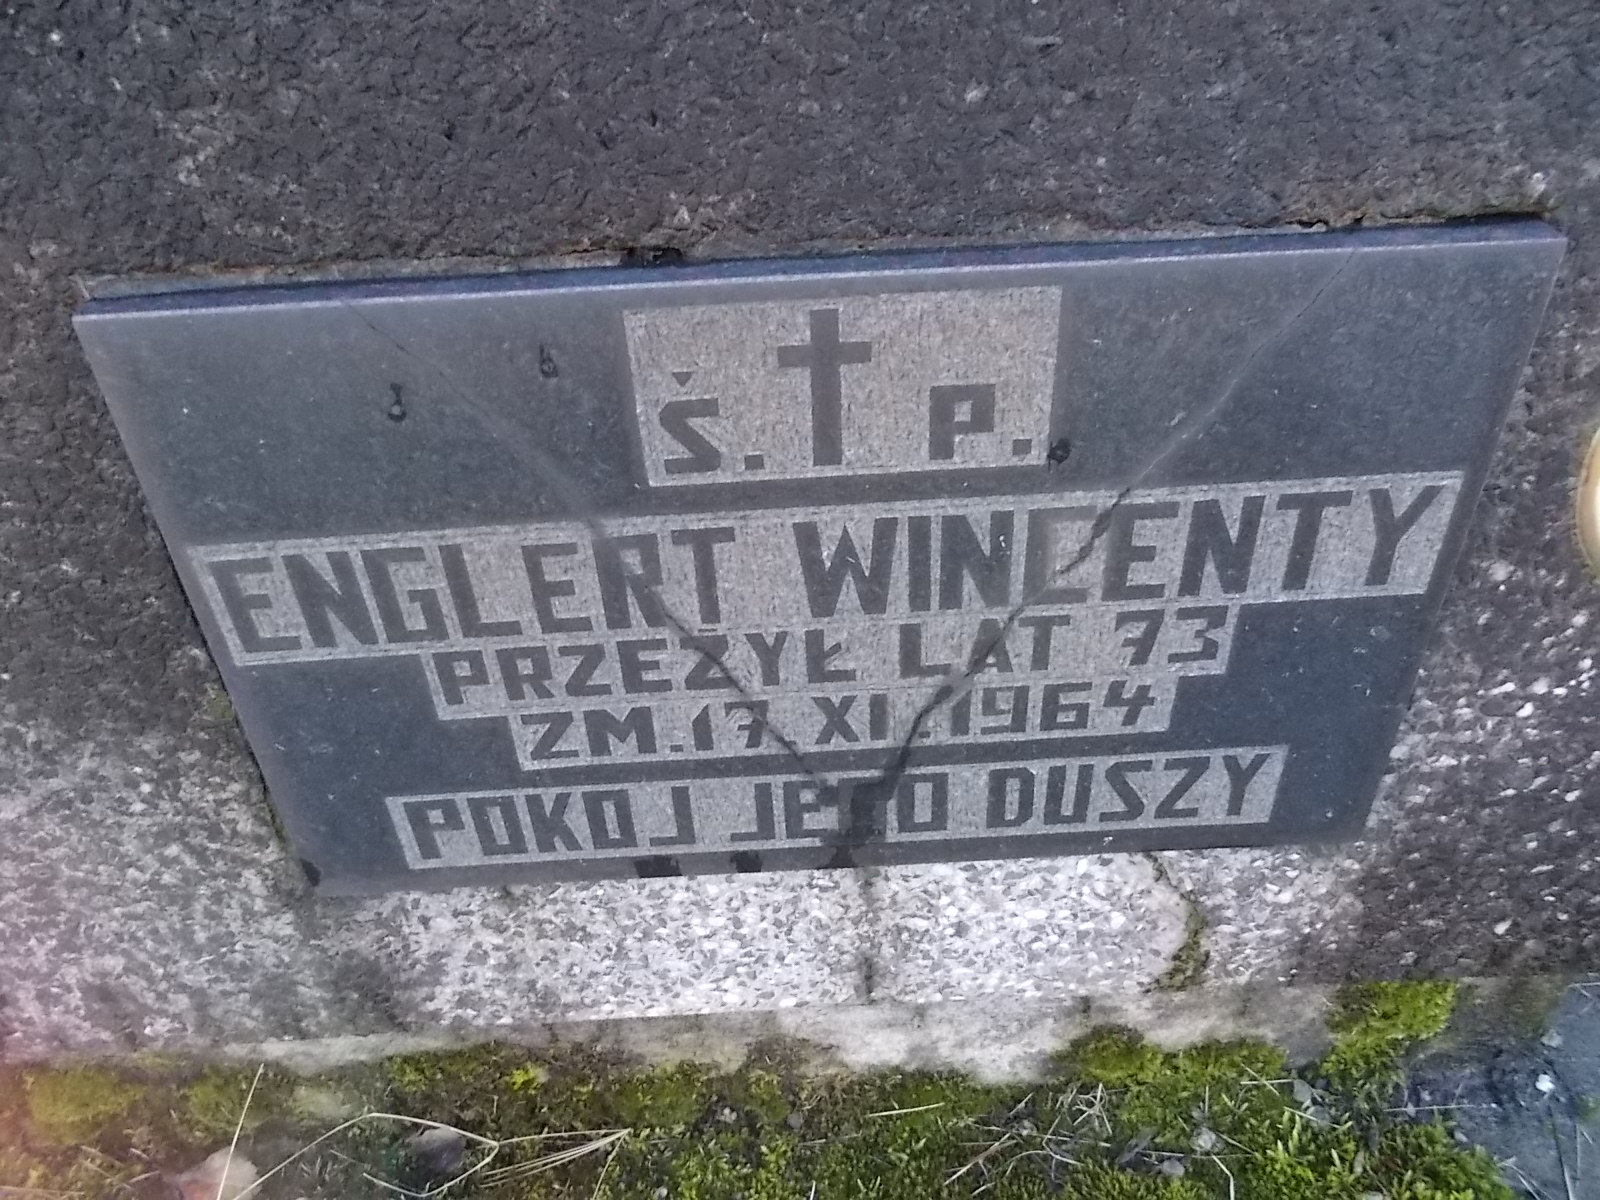 Ś. P.
ENGLERT WINCENTY
PRZEŻYŁ LAT 73
ZM. 17. XI. 1964
POKOJ JEGO DUSZY